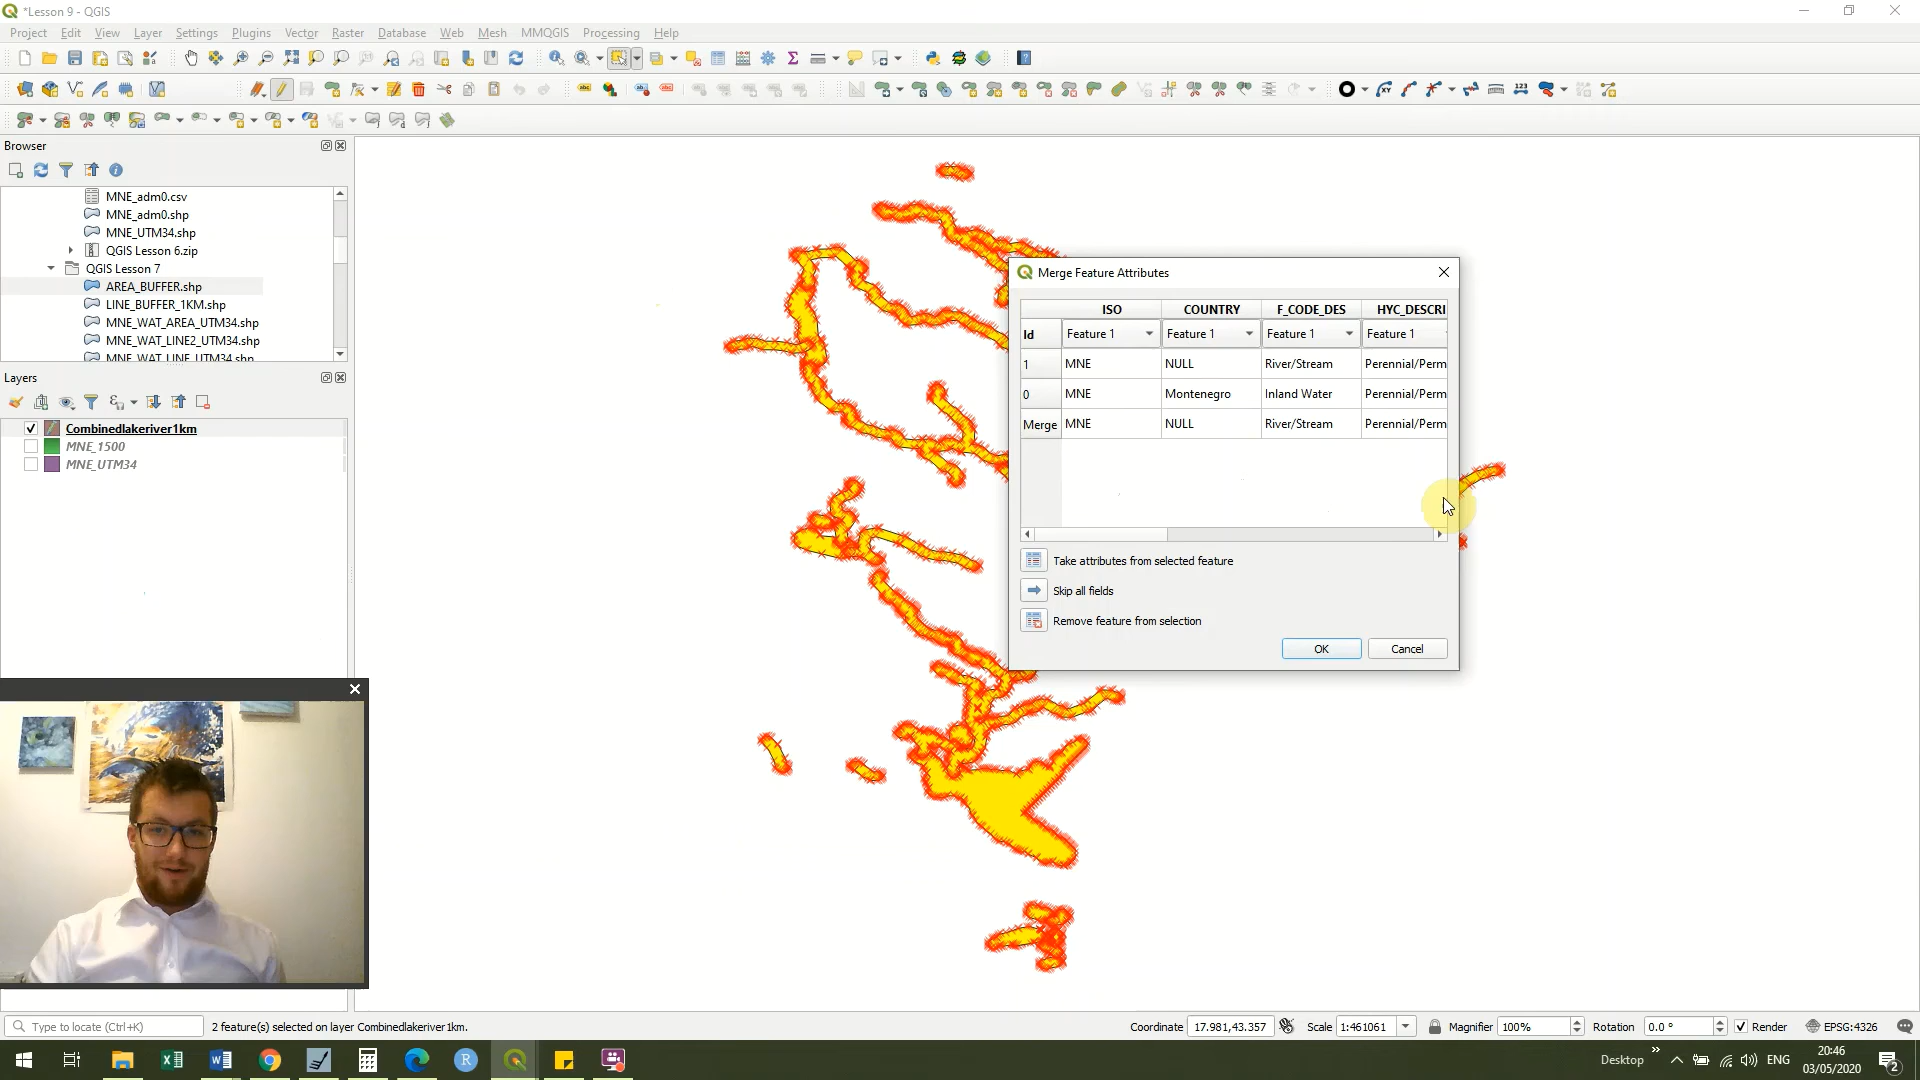 *Lesson 9 - QGIS
Project Edit View Layer Settings Plugins Vector Raster Database Web Mesh MMQGIS Processing Help
Browser
MNE_adm0.csv
MNE_adm0.shp
MNE_UTM34.shp
QGIS Lesson 6.zip
QGIS Lesson 7
AREA_BUFFER.shp
LINE_BUFFER_1KM.shp
MNE_WAT_AREA_UTM34.shp
MNE_WAT_LINE2_UTM34.shp
MNE_WAT_LINE_UTM34.shp
Layers
Combinedlakeriver1km
MNE_1500
MNE_UTM34
Merge Feature Attributes
ISO COUNTRY F_CODE_DES HYC_DESCRI
Id Feature 1 Feature 1 Feature 1 Feature 1
1 MNE NULL River/Stream Perennial/Perm
0 MNE Montenegro Inland Water Perennial/Perm
Merge MNE NULL River/Stream Perennial/Perm
Take attributes from selected feature
Skip all fields
Remove feature from selection
OK Cancel
Type to locate (Ctrl+K) 2 feature(s) selected on layer Combinedlakeriver1km. Coordinate 17.981,43.357 Scale 1:461061 Magnifier 100% Rotation 0.0 ° Render EPSG:4326
Desktop ENG 20:46
03/05/2020
2